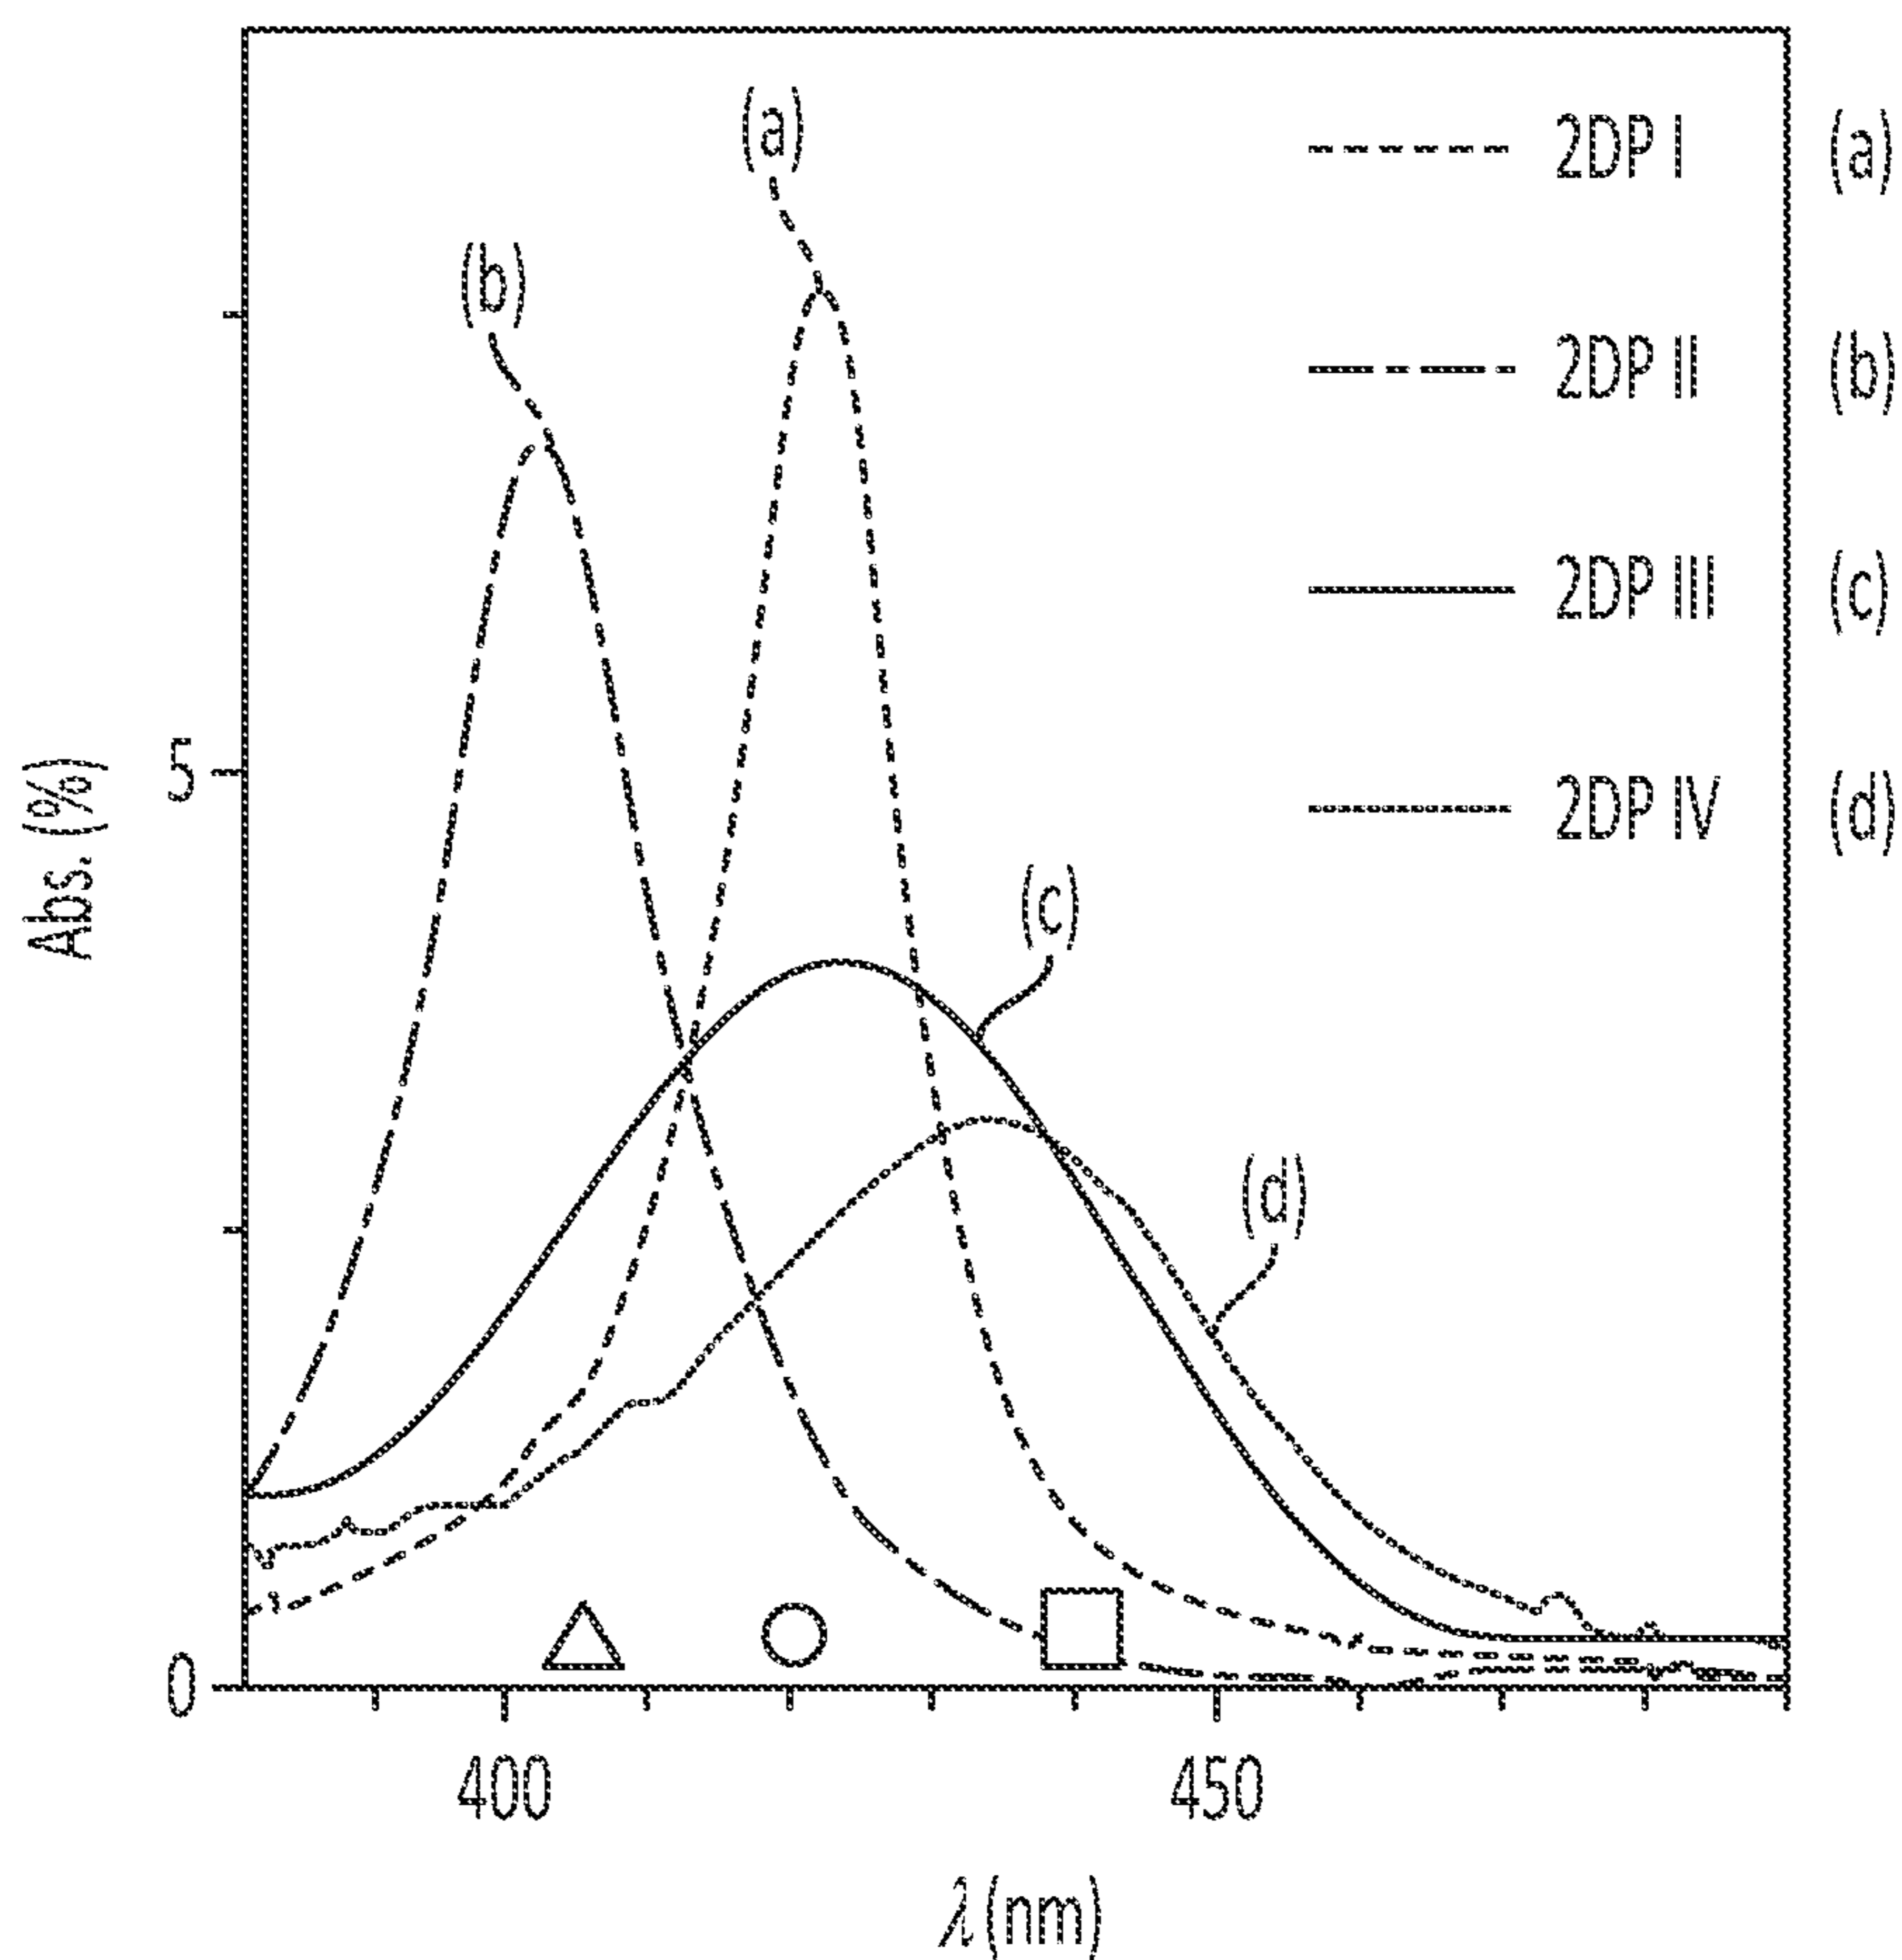 (a)
(b)
2DP I (a)
2DP II (b)
2DP III (c)
2DP IV (d)
5
Abs. (%)
(c)
(d)
0
400
450
λ (nm)